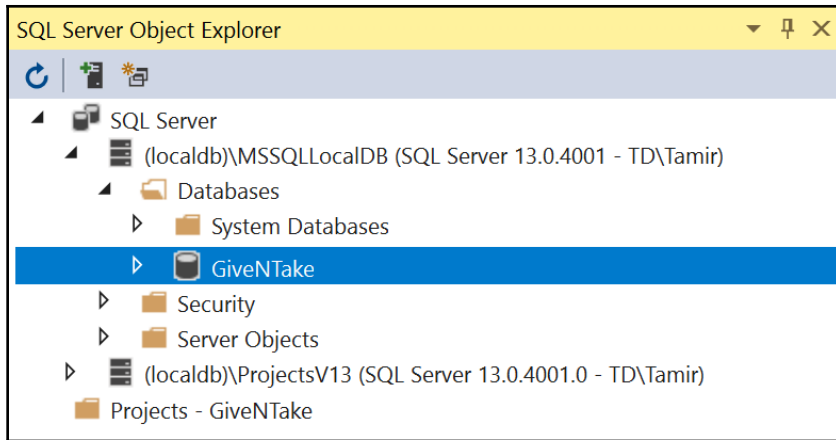 SQL Server Object Explorer
SQL Server
(localdb)\MSSQLLocalDB (SQL Server 13.0.4001 - TD\Tamir)
Databases
System Databases
GiveNTake
Security
Server Objects
(localdb)\ProjectsV13 (SQL Server 13.0.4001.0 - TD\Tamir)
Projects - GiveNTake